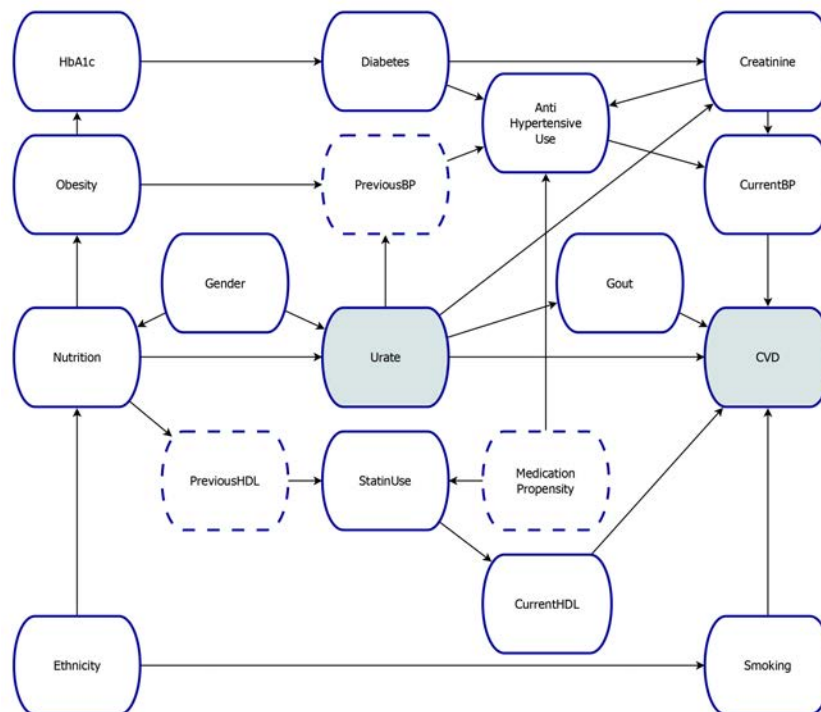 HbA1c
Diabetes
Creatinine
Anti
Hypertensive
Use
Obesity
PreviousBP
CurrentBP
Gender
Gout
Nutrition
Urate
CVD
PreviousHDL
StatinUse
Medication
Propensity
CurrentHDL
Ethnicity
Smoking